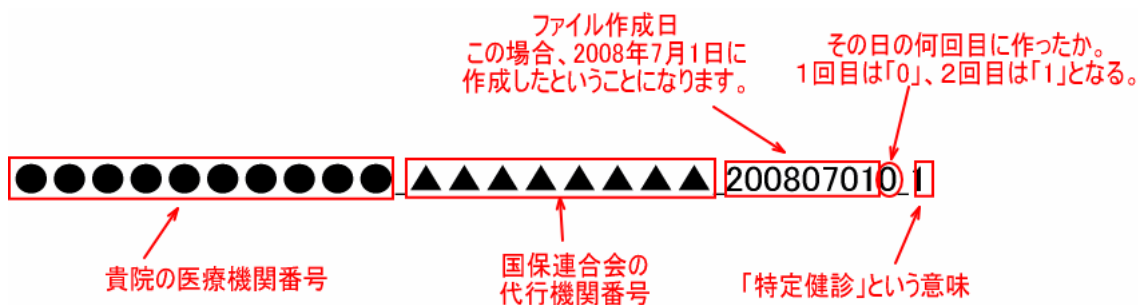 ファイル作成日
この場合、2008年7月1日に
作成したということになります。
その日の何回目に作ったか。
1回目は「0」、2回目は「1」となる。
●●●●●●●●●●_▲▲▲▲▲▲▲▲_200807010_1
貴院の医療機関番号
国保連合会の
代行機関番号
「特定健診」という意味